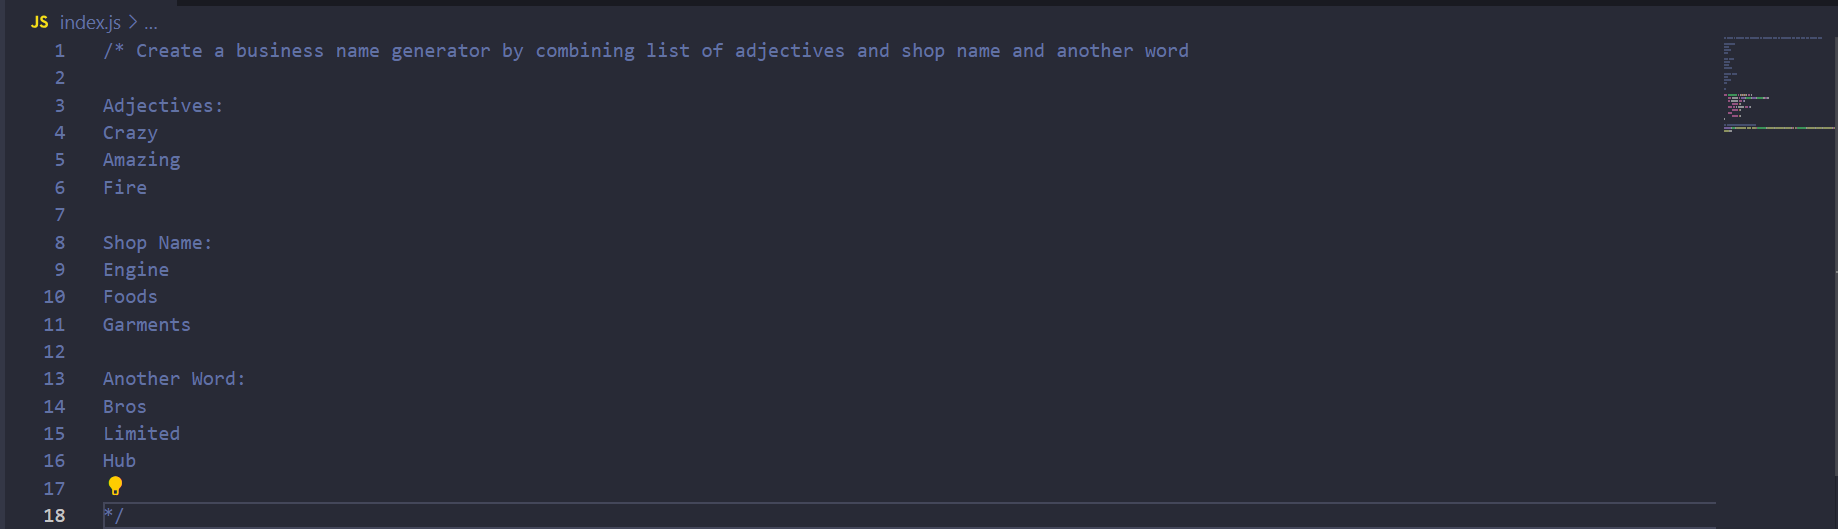 JS index.js > ...
1 /* Create a business name generator by combining list of adjectives and shop name and another word
2
3 Adjectives:
4 Crazy
5 Amazing
6 Fire
7
8 Shop Name:
9 Engine
10 Foods
11 Garments
12
13 Another Word:
14 Bros
15 Limited
16 Hub
17
18 */